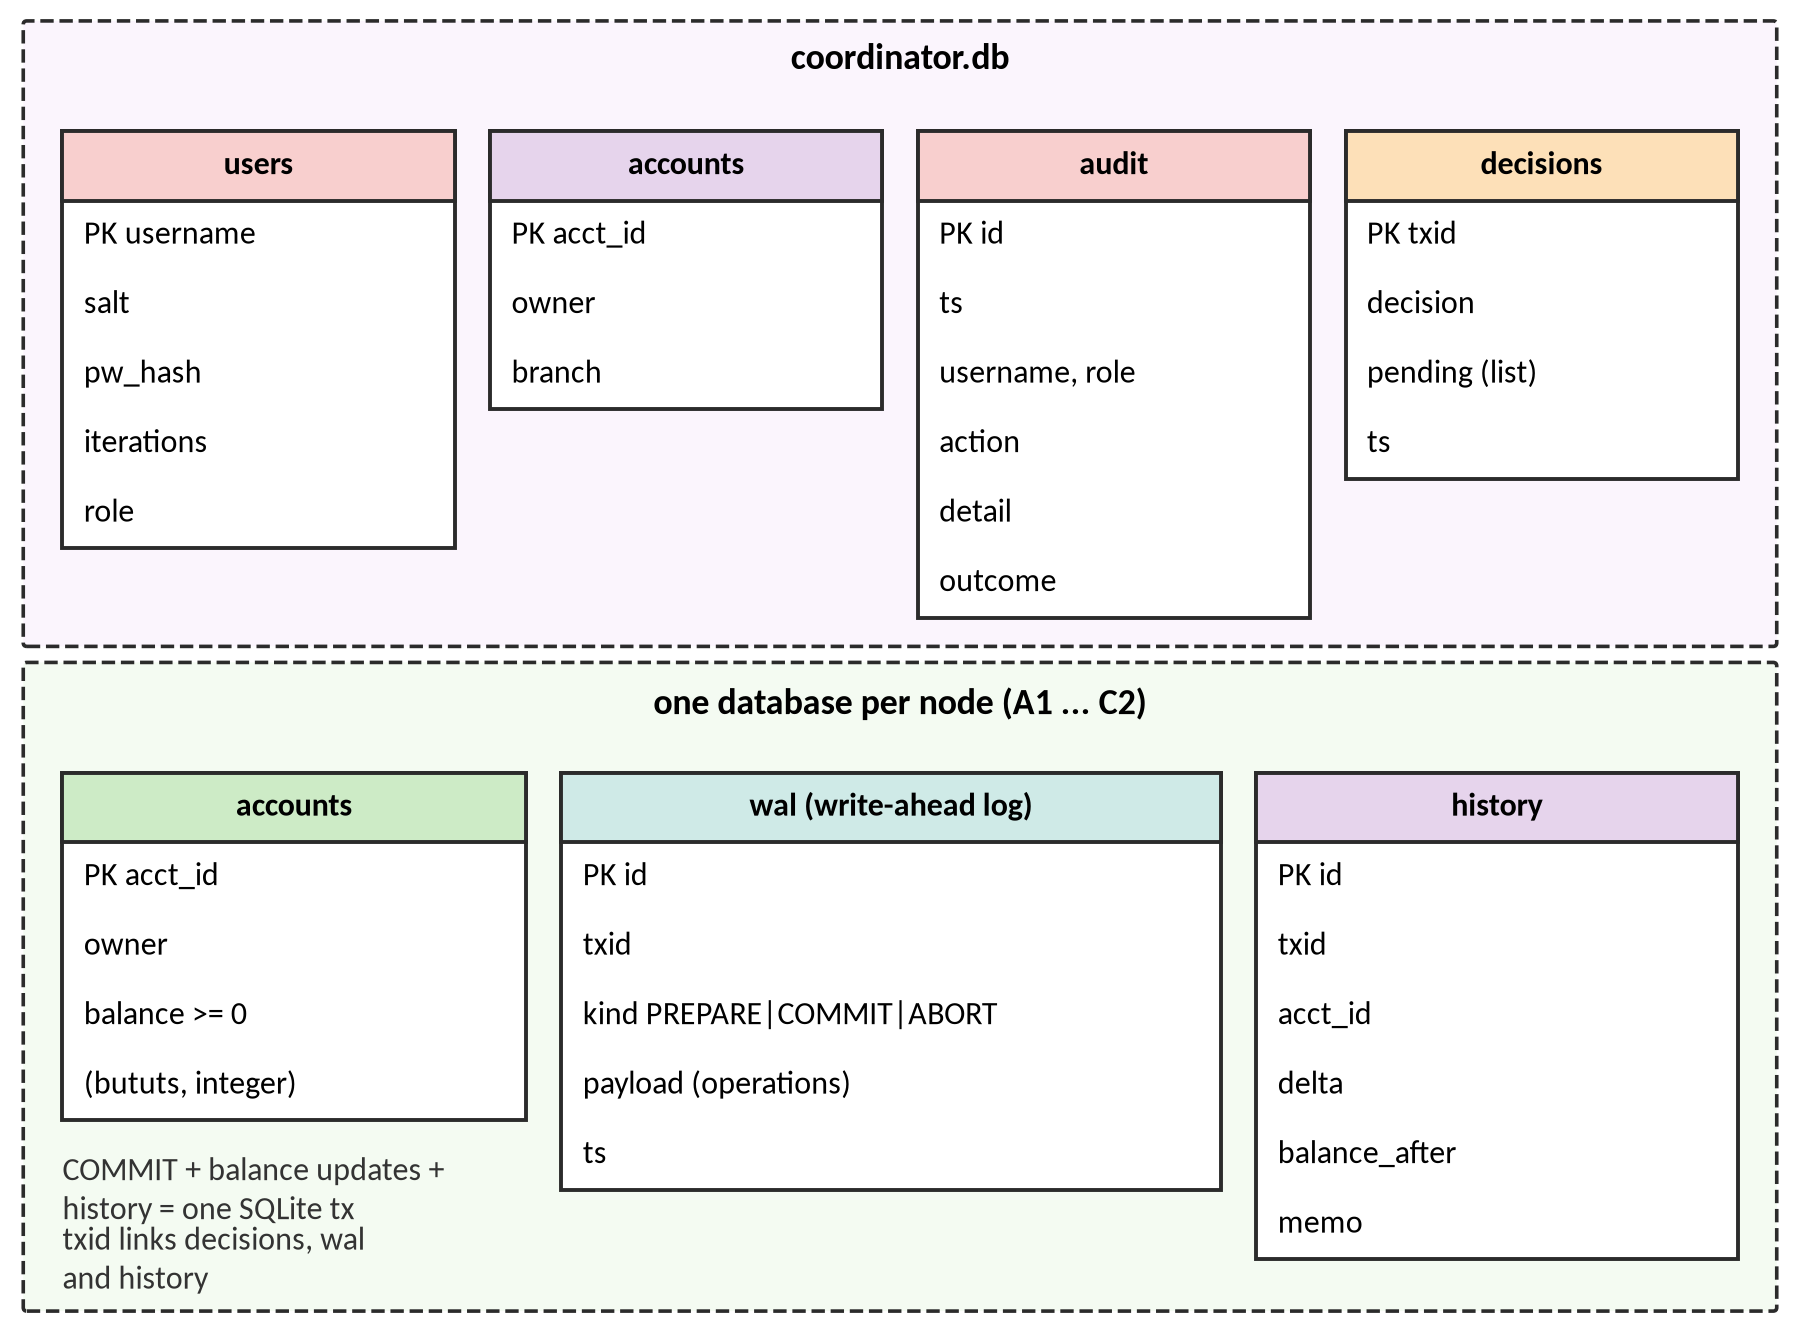 coordinator.db
users
PK username
salt
pw_hash
iterations
role
accounts
PK acct_id
owner
branch
audit
PK id
ts
username, role
action
detail
outcome
decisions
PK txid
decision
pending (list)
ts
one database per node (A1 ... C2)
accounts
PK acct_id
owner
balance >= 0
(bututs, integer)
COMMIT + balance updates +
history = one SQLite tx
txid links decisions, wal
and history
wal (write-ahead log)
PK id
txid
kind PREPARE|COMMIT|ABORT
payload (operations)
ts
history
PK id
txid
acct_id
delta
balance_after
memo